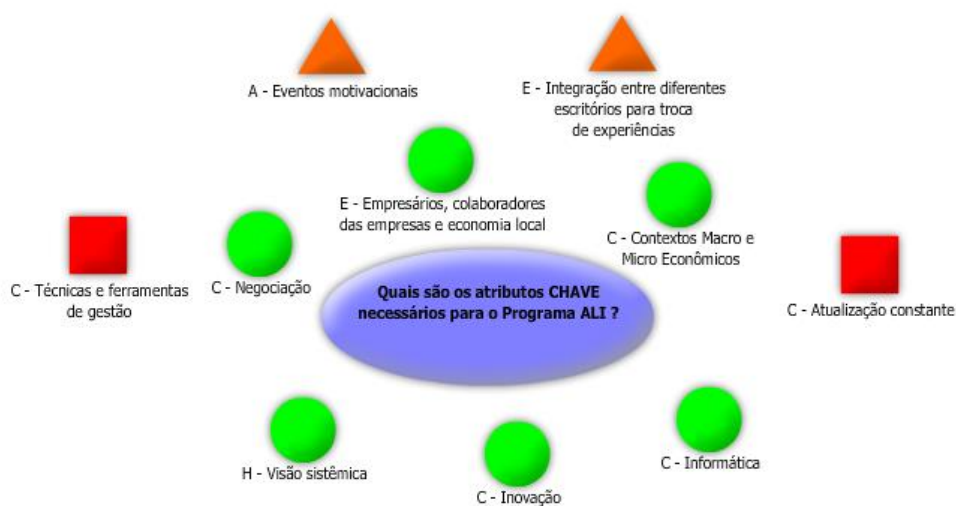 A - Eventos motivacionais
E - Integração entre diferentes
escritórios para troca
de experiências
E - Empresários, colaboradores
das empresas e economia local
C - Contextos Macro e
Micro Econômicos
C - Técnicas e ferramentas
de gestão
C - Negociação
Quais são os atributos CHAVE
necessários para o Programa ALI ?
C - Atualização constante
H - Visão sistêmica
C - Inovação
C - Informática